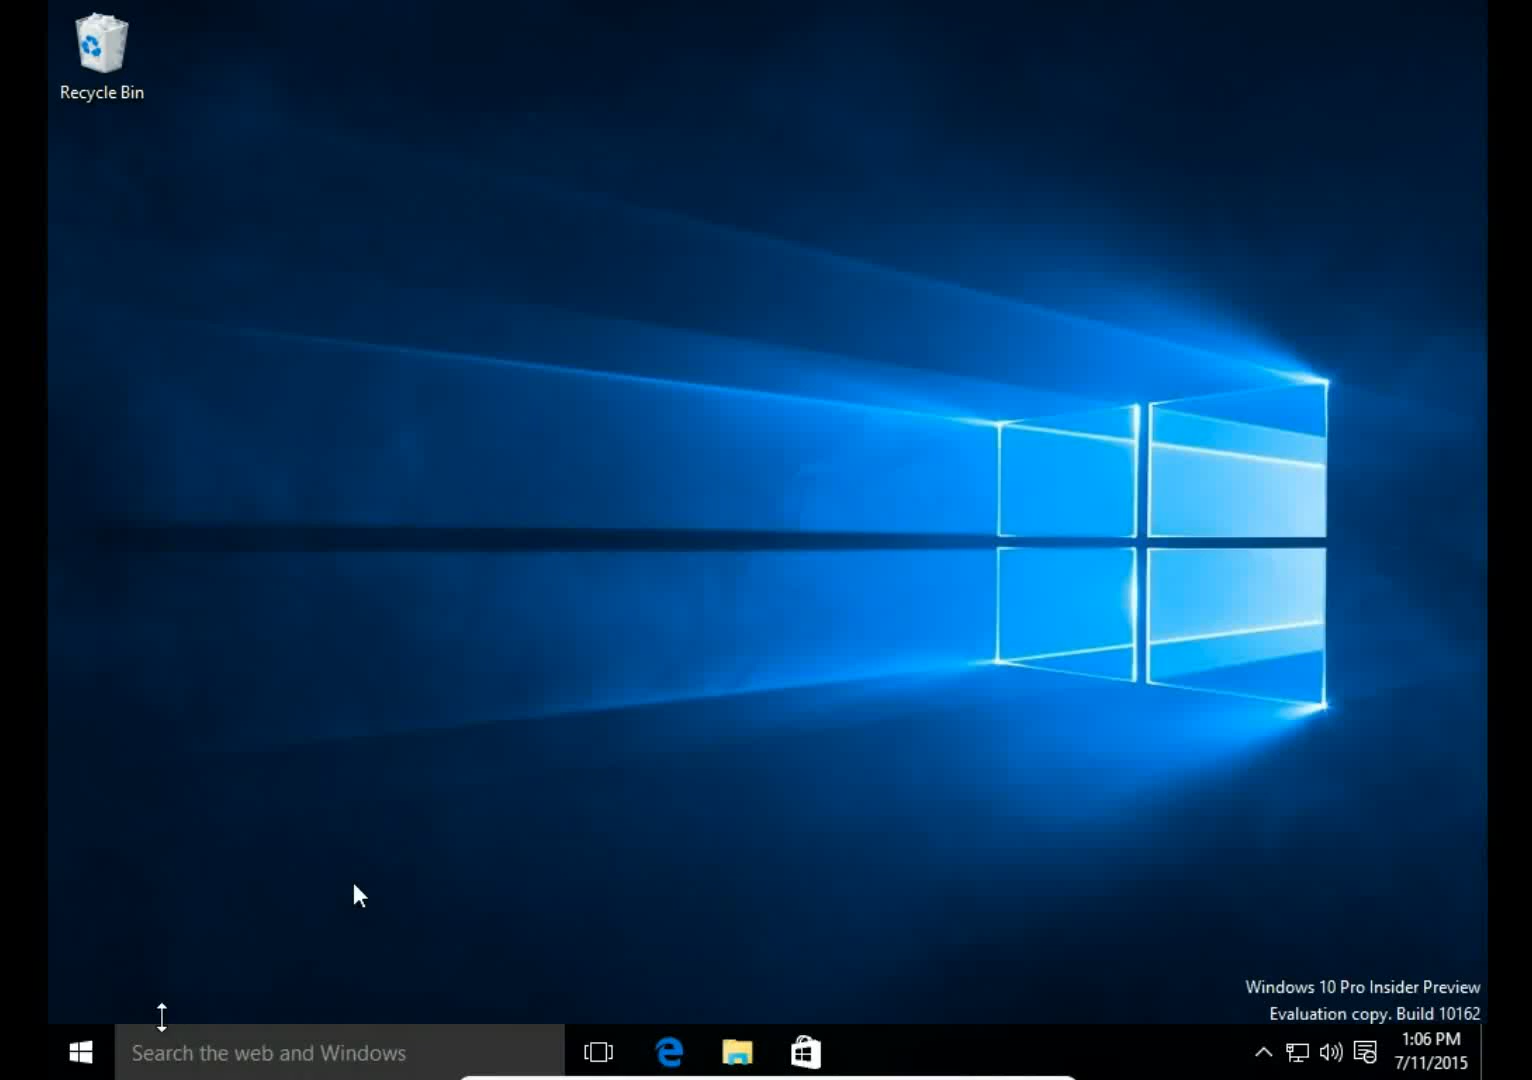 Recycle Bin
Windows 10 Pro Insider Preview
Evaluation copy. Build 10162
Search the web and Windows
1:06 PM
7/11/2015